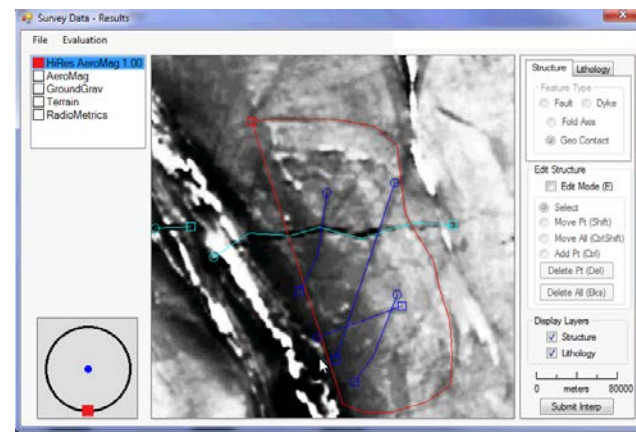 Survey Data - Results
File Evaluation
HiRes AeroMag 1.00
AeroMag
GroundGrav
Terrain
RadioMetrics
Structure Lithology
Feature Type
Fault Dyke
Fold Axis
Geo Contact
Edit Structure
Edit Mode (E)
Select
Move Pt (Shift)
Move All (CtrlShift)
Add Pt (Ctrl)
Delete Pt (Del)
Delete All (Bks)
Display Layers
Structure
Lithology
0 meters 80000
Submit Interp